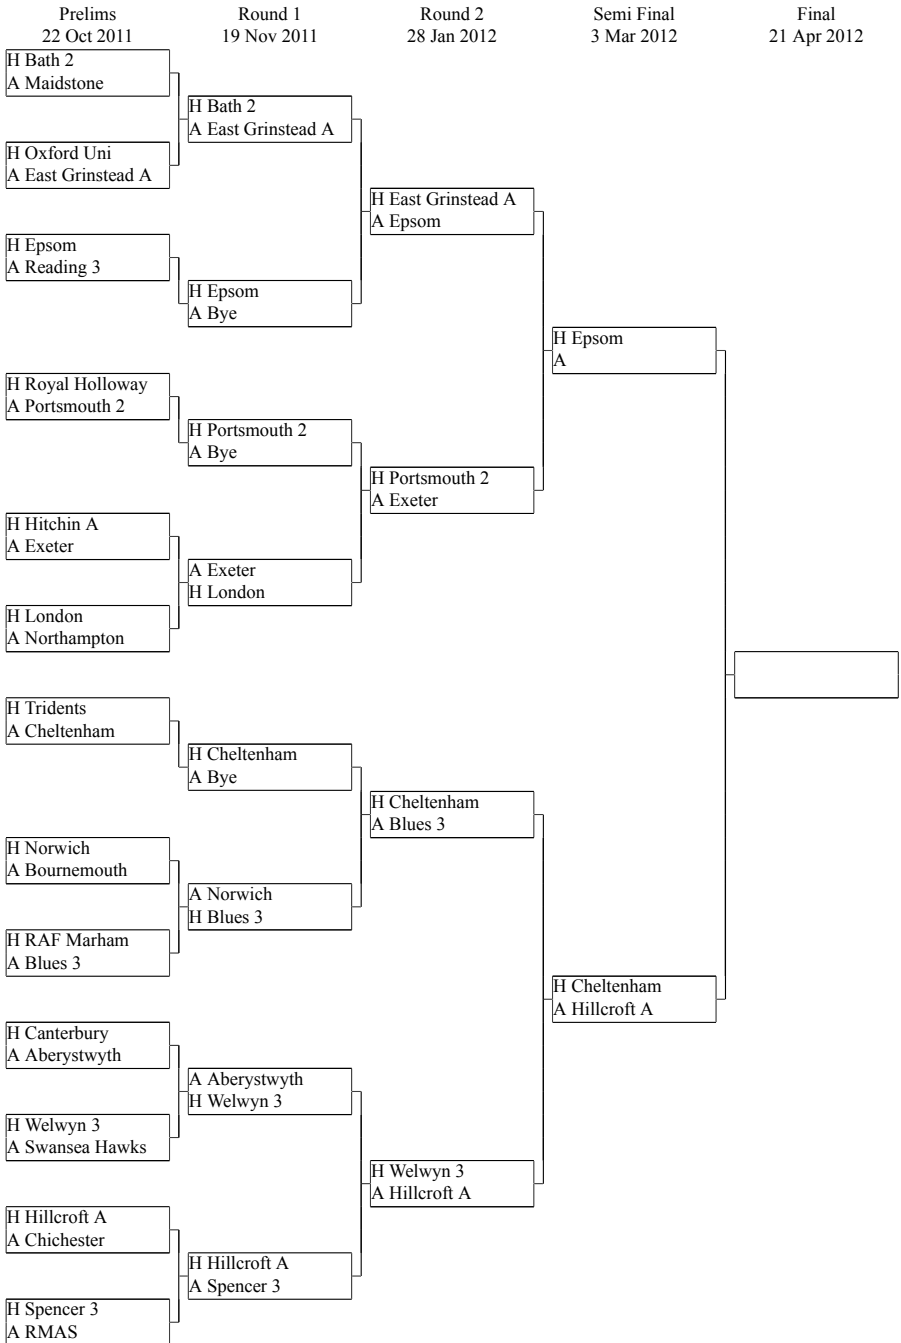 Prelims
22 Oct 2011
Round 1
19 Nov 2011
Round 2
28 Jan 2012
Semi Final
3 Mar 2012
Final
21 Apr 2012
H Bath 2
A Maidstone
H Oxford Uni
A East Grinstead A
H Epsom
A Reading 3
H Royal Holloway
A Portsmouth 2
H Hitchin A
A Exeter
H London
A Northampton
H Tridents
A Cheltenham
H Norwich
A Bournemouth
H RAF Marham
A Blues 3
H Canterbury
A Aberystwyth
H Welwyn 3
A Swansea Hawks
H Hillcroft A
A Chichester
H Spencer 3
A RMAS
H Bath 2
A East Grinstead A
H Epsom
A Bye
H Portsmouth 2
A Bye
A Exeter
H London
H Cheltenham
A Bye
A Norwich
H Blues 3
A Aberystwyth
H Welwyn 3
H Hillcroft A
A Spencer 3
H East Grinstead A
A Epsom
H Portsmouth 2
A Exeter
H Cheltenham
A Blues 3
H Welwyn 3
A Hillcroft A
H Epsom
A
H Cheltenham
A Hillcroft A